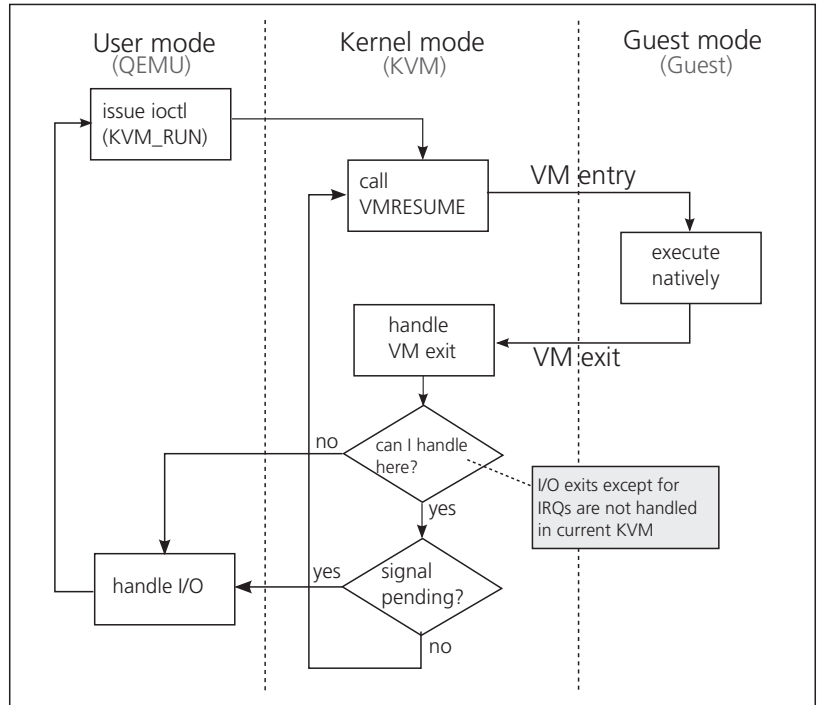 User mode
(QEMU)
Kernel mode
(KVM)
Guest mode
(Guest)
issue ioctl
(KVM_RUN)
call
VMRESUME
VM entry
execute
natively
handle
VM exit
VM exit
no
can I handle
here?
I/O exits except for
IRQs are not handled
in current KVM
yes
handle I/O
yes
signal
pending?
no